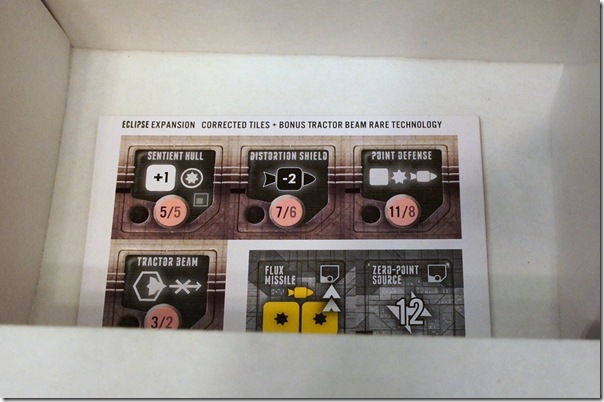 ECLIPSE EXPANSION CORRECTED TILES + BONUS TRACTOR BEAM RARE TECHNOLOGY
SENTIENT HULL
+1
5/5
DISTORTION SHIELD
-2
7/6
POINT DEFENSE
11/8
TRACTOR BEAM
3/2
FLUX
MISSILE
ZERO-POINT
SOURCE
12